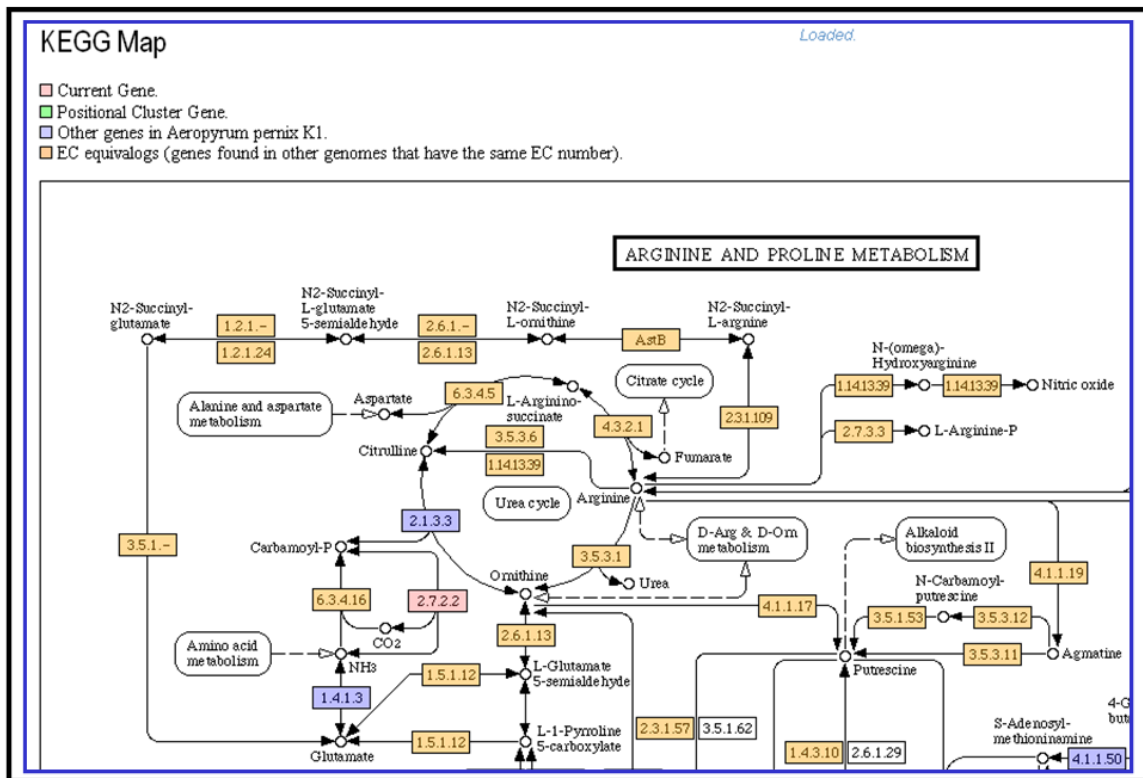 KEGG Map
Loaded.
Current Gene.
Positional Cluster Gene.
Other genes in Aeropyrum pernix K1.
EC equivalogs (genes found in other genomes that have the same EC number).
ARGININE AND PROLINE METABOLISM
N2-Succinyl-
glutamate
1.2.1.–
1.2.1.24
N2-Succinyl-
L-glutamate
5-semialdehyde
2.6.1.–
2.6.1.13
N2-Succinyl-
L-ornithine
AstB
N2-Succinyl-
L-arginine
N-(omega)-
Hydroxyarginine
1.14.13.39
1.14.13.39
Nitric oxide
Alanine and aspartate
metabolism
Aspartate
6.3.4.5
L-Arginino-
succinate
Citrate cycle
2.3.1.109
2.7.3.3
L-Arginine-P
3.5.3.6
4.3.2.1
Citrulline
1.14.13.39
Fumarate
Urea cycle
Arginine
2.1.3.3
D-Arg & D-Orn
metabolism
Alkaloid
biosynthesis II
3.5.1.–
Carbamoyl-P
3.5.3.1
Urea
4.1.1.19
Ornithine
N-Carbamoyl-
putrescine
6.3.4.16
2.7.2.2
4.1.1.17
3.5.1.53
3.5.3.12
CO2
2.6.1.13
Amino acid
metabolism
NH3
3.5.3.11
Agmatine
Putrescine
1.5.1.12
L-Glutamate
5-semialdehyde
1.4.1.3
2.3.1.57
3.5.1.62
4-G
buta
S-Adenosyl-
methioninamine
Glutamate
1.5.1.12
L-1-Pyrroline
5-carboxylate
1.4.3.10
2.6.1.29
4.1.1.50